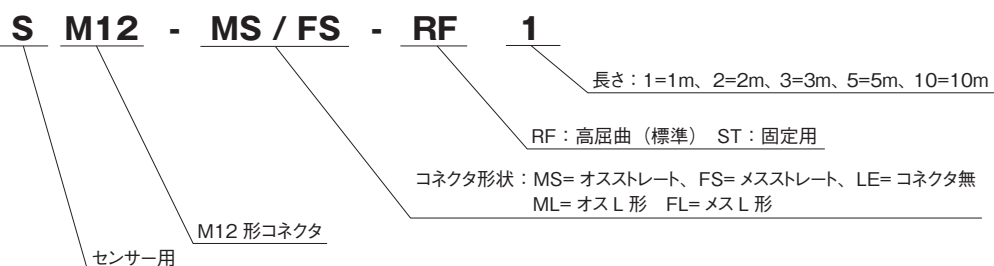 S M12 - MS / FS - RF 1
長さ：1=1m、2=2m、3=3m、5=5m、10=10m
RF：高屈曲（標準） ST：固定用
コネクタ形状：MS= オスストレート、FS= メスストレート、LE= コネクタ無
ML= オス L 形 FL= メス L 形
M12 形コネクタ
センサー用